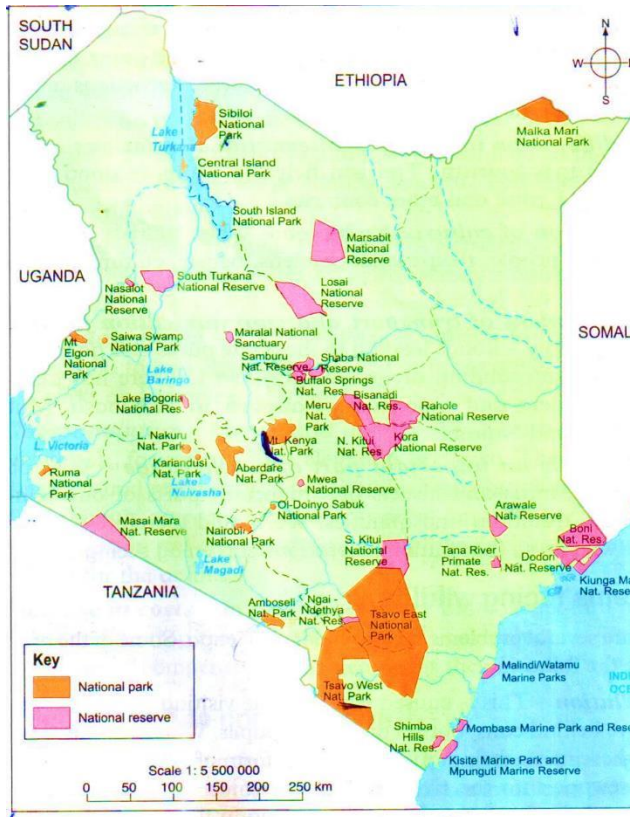 SOUTH
SUDAN
ETHIOPIA
N
W
S
Sibiloi
National
Park
Lake
Turkana
Malka Mari
National Park
Central Island
National Park
South Island
National Park
Marsabit
National
Reserve
UGANDA
South Turkana
National Reserve
Nasalot
National
Reserve
Losai
National
Reserve
SOMAL
Mt
Elgon
National
Park
Saiwa Swamp
National Park
Maralal National
Sanctuary
Samburu
Nat. Reserve
Shaba National
Reserve
Buffalo Springs
Nat. Res.
Lake
Baringo
Lake Bogoria
National Res.
Bisanadi
Nat. Res.
Meru
Nat.
Park
Rahole
National Reserve
L. Victoria
L. Nakuru
Nat. Park
Mt. Kenya
Nat. Park
N. Kitui
Nat. Res
Kora
National Reserve
Ruma
National
Park
Kariandusi
Nat. Park
Lake
Naivasha
Aberdare
Nat. Park
Mwea
National Reserve
Ol-Doinyo Sabuk
National Park
Masai Mara
Nat. Reserve
Nairobi
National Park
Arawale
Nat. Reserve
Boni
Nat. Res.
S. Kitui
National
Reserve
Tana River
Primate
Nat. Res.
Dodori
Nat. Reserve
Lake
Magadi
TANZANIA
Kiunga Ma
Nat. Reser
Amboseli
Nat. Park
Ngai -
Ndethya
Nat. Res.
Tsavo East
National
Park
Key
National park
National reserve
Tsavo West
Nat. Park
Malindi/Watamu
Marine Parks
IND
OCE
Shimba
Hills
Nat. Res.
Mombasa Marine Park and Rese
Kisite Marine Park and
Mpunguti Marine Reserve
Scale 1: 5 500 000
0 50 100 150 200 250 km